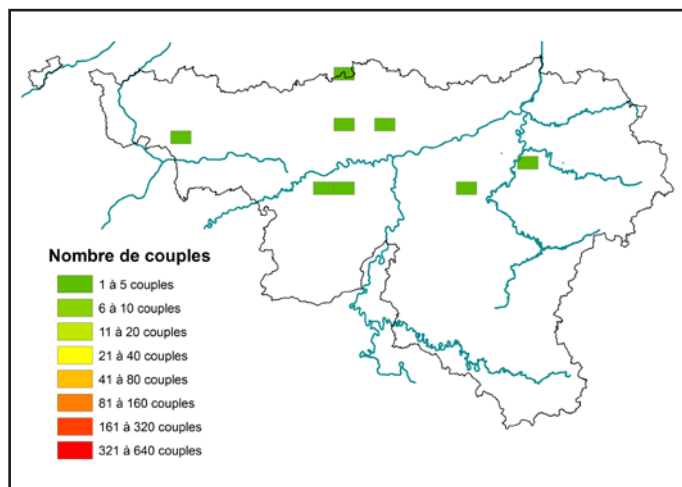 Nombre de couples
1 à 5 couples
6 à 10 couples
11 à 20 couples
21 à 40 couples
41 à 80 couples
81 à 160 couples
161 à 320 couples
321 à 640 couples